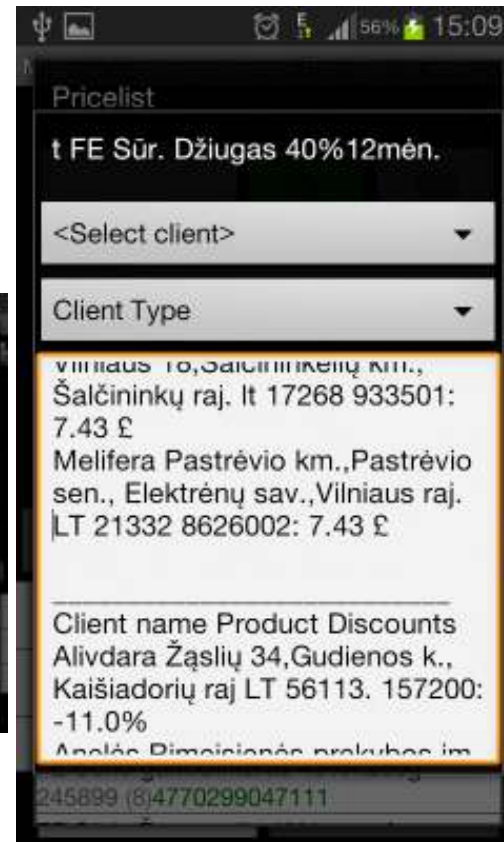 56% 15:09
Pricelist
t FE Sūr. Džiugas 40%12mėn.
<Select client>
Client Type
Vilniaus 18,Šalčininkėlių km.,
Šalčininkų raj. lt 17268 933501:
7.43 £
Melifera Pastrėvio km.,Pastrėvio
sen., Elektrėnų sav.,Vilniaus raj.
LT 21332 8626002: 7.43 £
Client name Product Discounts
Alivdara Žąslių 34,Gudienos k.,
Kaišiadorių raj LT 56113. 157200:
-11.0%
prekybos įm
245899 (8)4770299047111